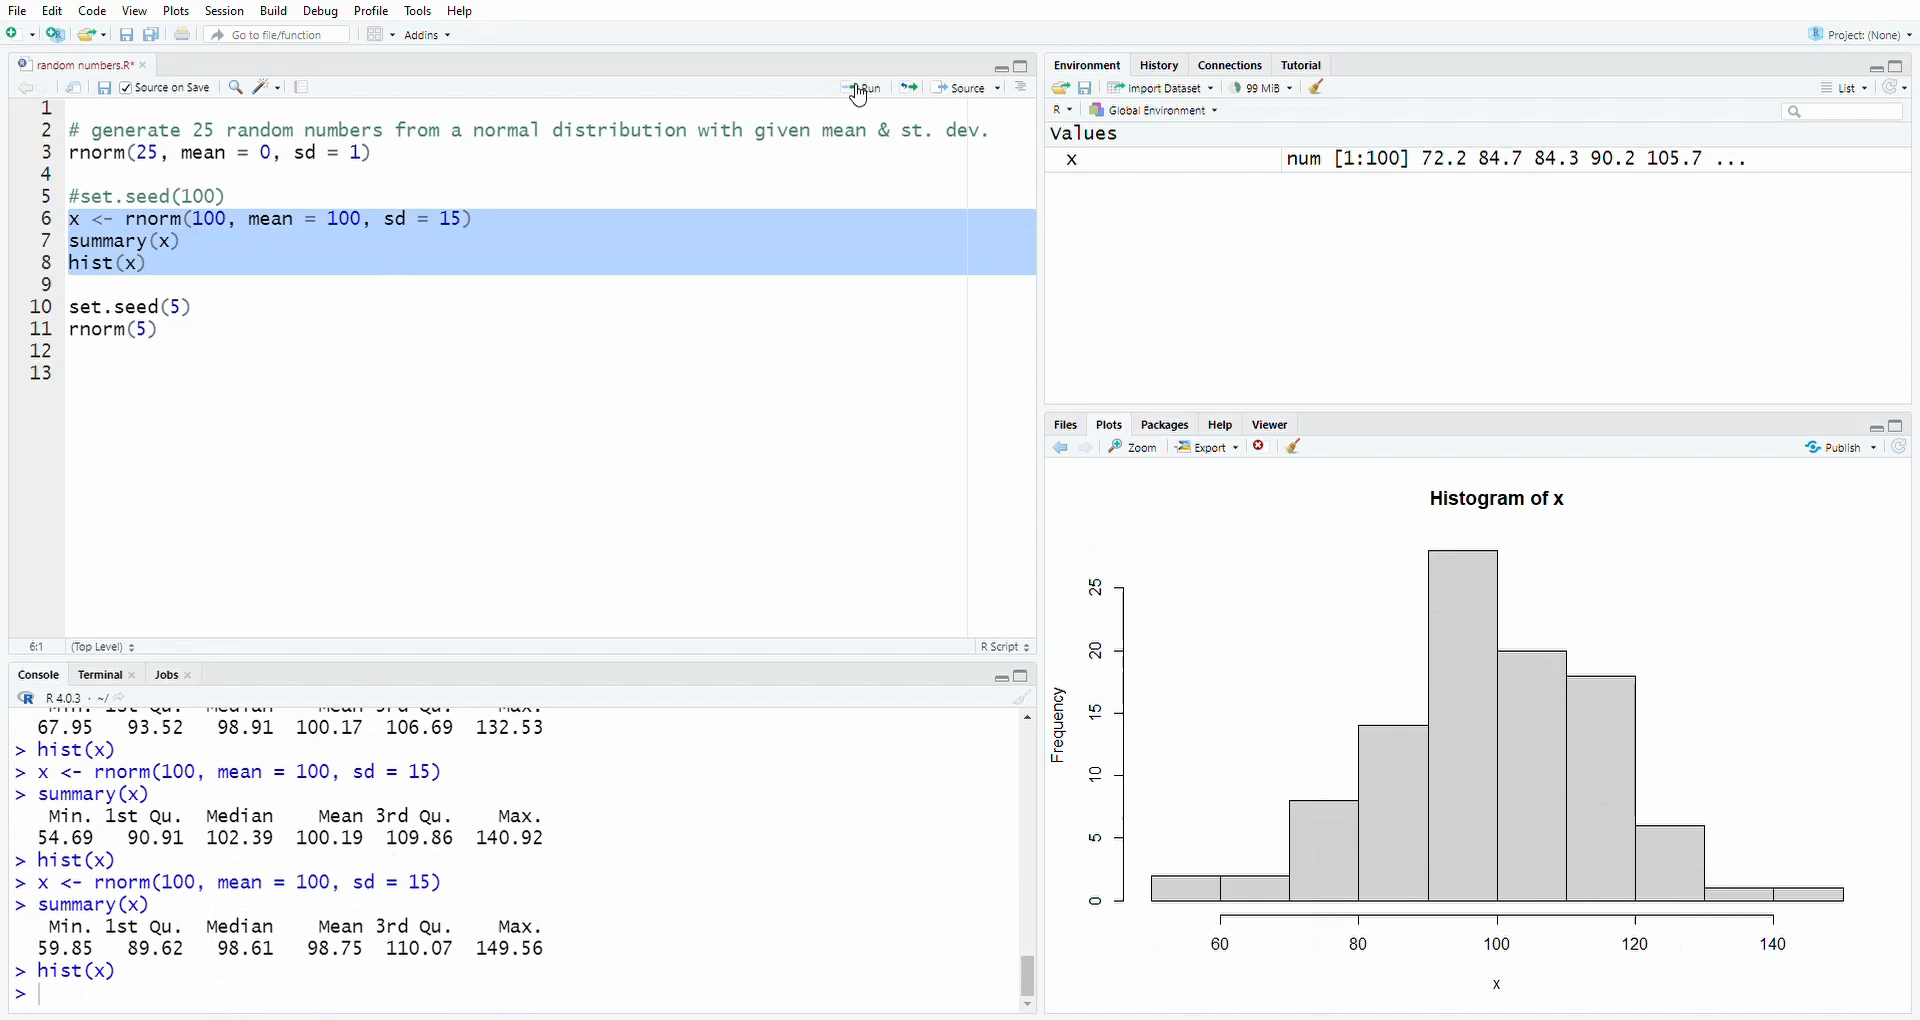 File Edit Code View Plots Session Build Debug Profile Tools Help
Go to file/function Addins Project: (None)
random numbers.R*
Source on Save Run Source
1
2 # generate 25 random numbers from a normal distribution with given mean & st. dev.
3 rnorm(25, mean = 0, sd = 1)
4
5 #set.seed(100)
6 x <- rnorm(100, mean = 100, sd = 15)
7 summary(x)
8 hist(x)
9
10 set.seed(5)
11 rnorm(5)
12
13
6:1 (Top Level) R Script
Console Terminal Jobs
R 4.0.3 · ~/
Min. 1st Qu. Median Mean 3rd Qu. Max.
67.95 93.52 98.91 100.17 106.69 132.53
> hist(x)
> x <- rnorm(100, mean = 100, sd = 15)
> summary(x)
Min. 1st Qu. Median Mean 3rd Qu. Max.
54.69 90.91 102.39 100.19 109.86 140.92
> hist(x)
> x <- rnorm(100, mean = 100, sd = 15)
> summary(x)
Min. 1st Qu. Median Mean 3rd Qu. Max.
59.85 89.62 98.61 98.75 110.07 149.56
> hist(x)
>
Environment History Connections Tutorial
Import Dataset 99 MiB List
R Global Environment
Values
x num [1:100] 72.2 84.7 84.3 90.2 105.7 ...
Files Plots Packages Help Viewer
Zoom Export Publish
Histogram of x
Frequency
25
20
15
10
5
0
60 80 100 120 140
x